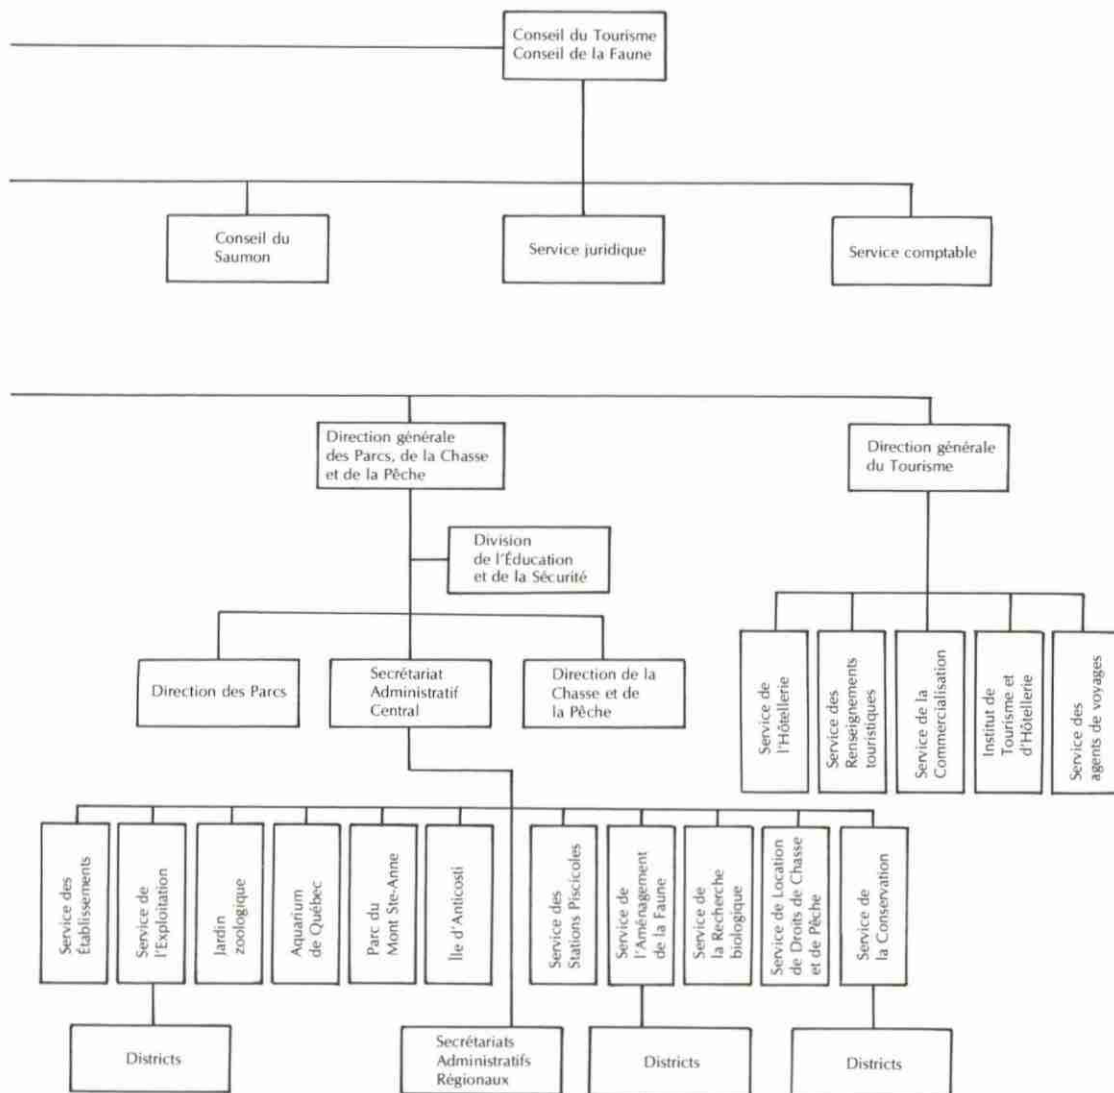 Conseil du Tourisme
Conseil de la Faune
Conseil du
Saumon
Service juridique
Service comptable
Direction générale
des Parcs, de la Chasse
et de la Pêche
Direction générale
du Tourisme
Division
de l'Éducation
et de la Sécurité
Direction des Parcs
Secrétariat
Administratif
Central
Direction de la
Chasse et de
la Pêche
Service de
l'Hôtellerie
Service des
Renseignements
touristiques
Service de la
Commercialisation
Institut de
Tourisme et
d'Hôtellerie
Service des
agents de voyages
Service des
Établissements
Service de
l'Exploitation
Jardin
zoologique
Aquarium
de Québec
Parc du
Mont Ste-Anne
Île d'Anticosti
Service des
Stations Piscicoles
Service de
l'Aménagement
de la Faune
Service de
la Recherche
biologique
Service de Location
de Droits de Chasse
et de Pêche
Service de
la Conservation
Districts
Secrétariats
Administratifs
Régionaux
Districts
Districts